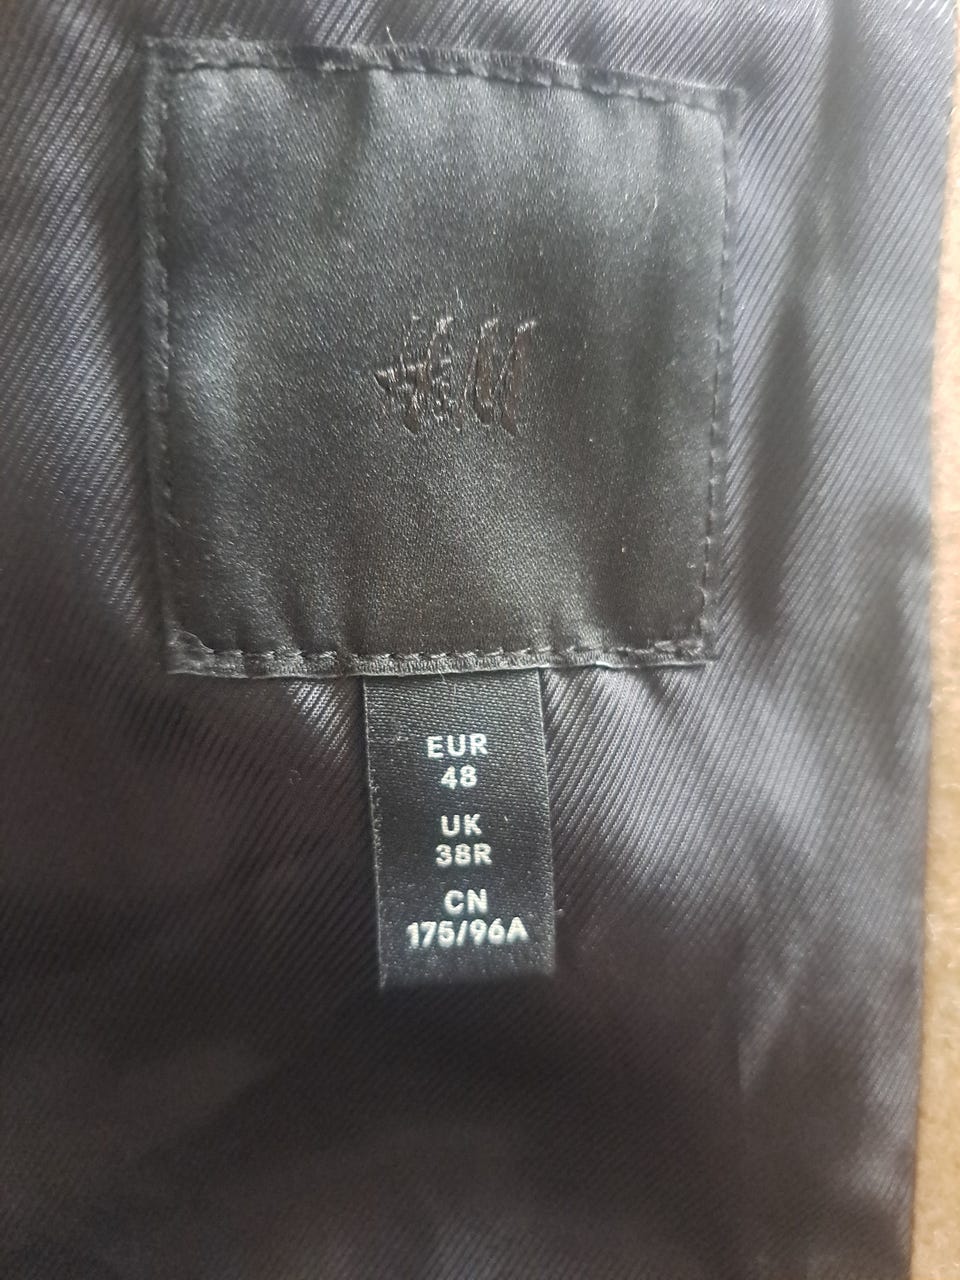 H&M
EUR
48
UK
38R
CN
175/96A